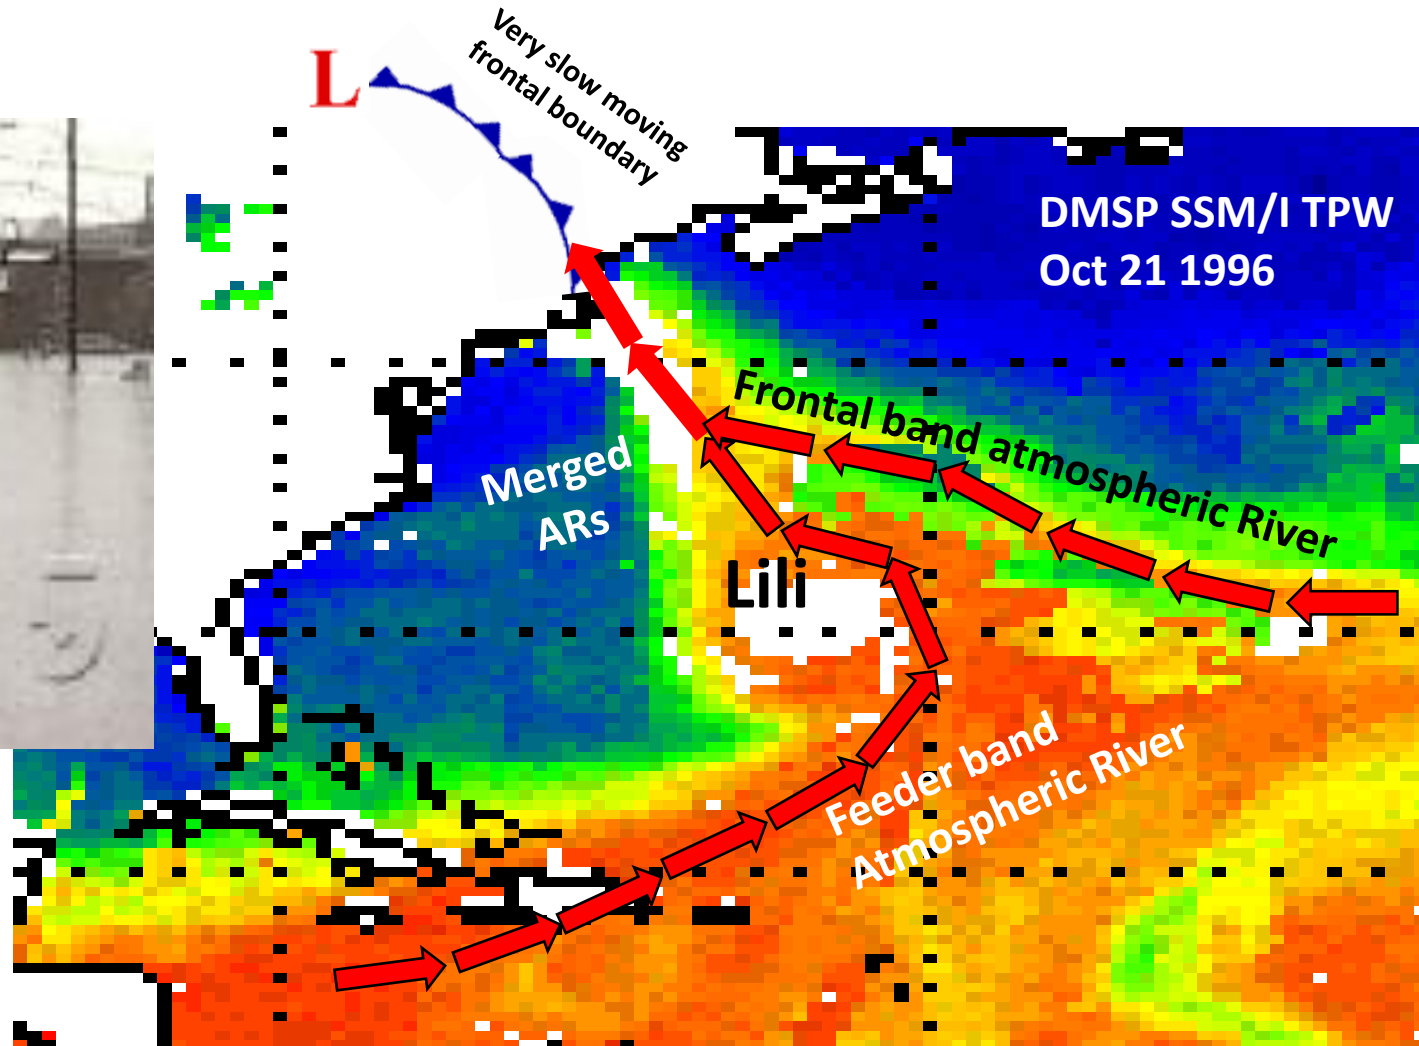 L
Very slow moving
frontal boundary
DMSP SSM/I TPW
Oct 21 1996
Frontal band atmospheric River
Merged
ARs
Lili
Feeder band
Atmospheric River